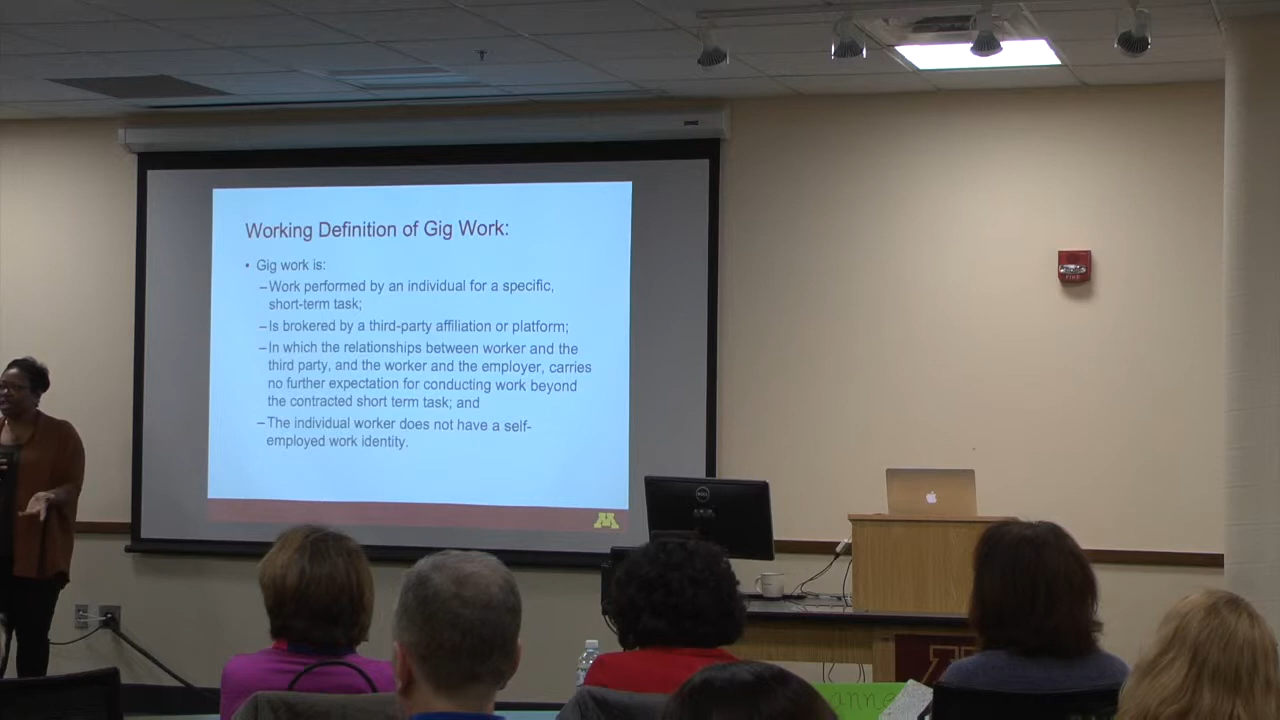 Working Definition of Gig Work:
• Gig work is:
–Work performed by an individual for a specific,
short-term task;
–Is brokered by a third-party affiliation or platform;
–In which the relationships between worker and the
third party, and the worker and the employer, carries
no further expectation for conducting work beyond
the contracted short term task; and
–The individual worker does not have a self-
employed work identity.
M
DELL
FIRE
M